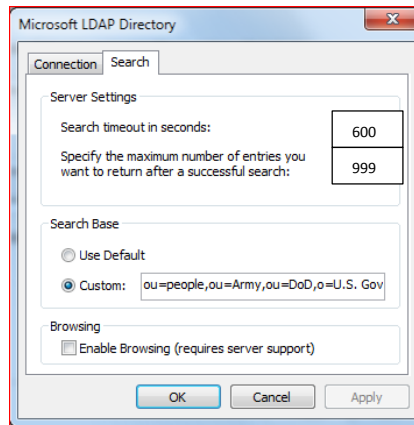 Microsoft LDAP Directory
x
Connection Search
Server Settings
Search timeout in seconds: 600
Specify the maximum number of entries you
want to return after a successful search: 999
Search Base
Use Default
Custom: ou=people,ou=Army,ou=DoD,o=U.S. Gov
Browsing
Enable Browsing (requires server support)
OK Cancel Apply